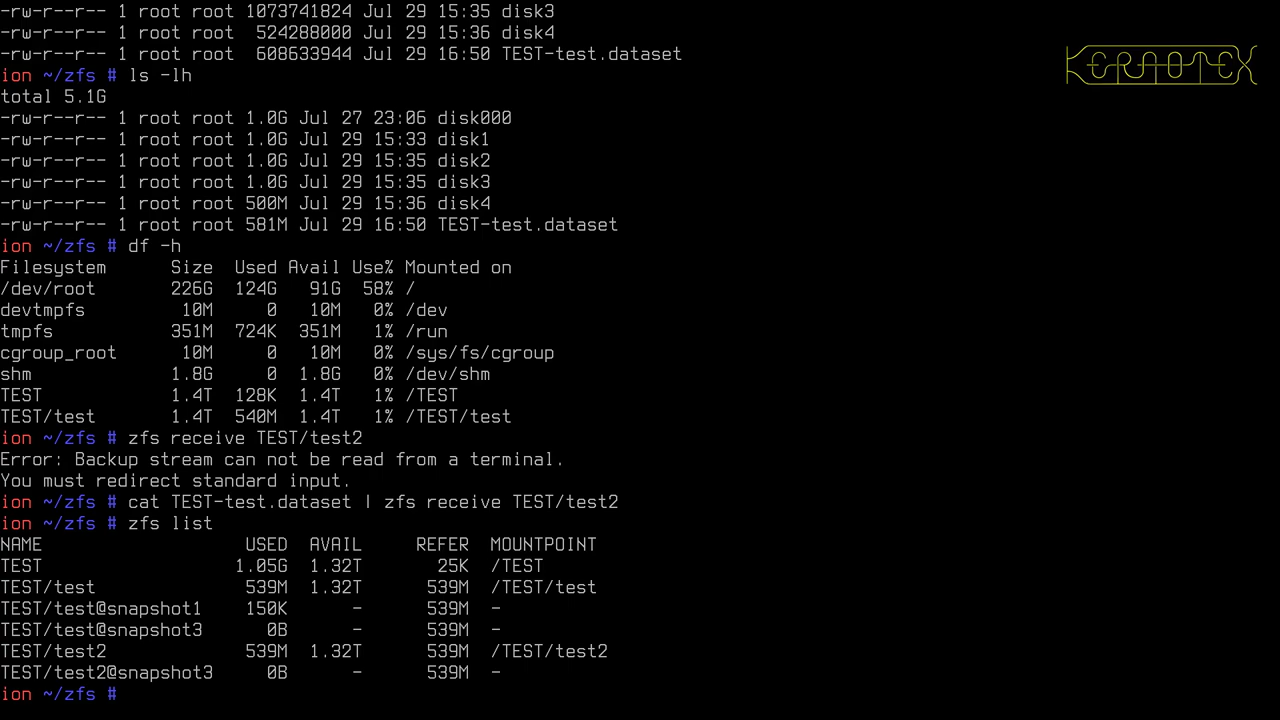 -rw-r--r-- 1 root root 1073741824 Jul 29 15:35 disk3
-rw-r--r-- 1 root root  524288000 Jul 29 15:36 disk4
-rw-r--r-- 1 root root  608633944 Jul 29 16:50 TEST-test.dataset
KERNOTEX
ion ~/zfs # ls -lh
total 5.1G
-rw-r--r-- 1 root root 1.0G Jul 27 23:06 disk000
-rw-r--r-- 1 root root 1.0G Jul 29 15:33 disk1
-rw-r--r-- 1 root root 1.0G Jul 29 15:35 disk2
-rw-r--r-- 1 root root 1.0G Jul 29 15:35 disk3
-rw-r--r-- 1 root root 500M Jul 29 15:36 disk4
-rw-r--r-- 1 root root 581M Jul 29 16:50 TEST-test.dataset
ion ~/zfs # df -h
Filesystem      Size  Used Avail Use% Mounted on
/dev/root       226G  124G   91G  58% /
devtmpfs         10M     0   10M   0% /dev
tmpfs           351M  724K  351M   1% /run
cgroup_root      10M     0   10M   0% /sys/fs/cgroup
shm             1.8G     0  1.8G   0% /dev/shm
TEST            1.4T  128K  1.4T   1% /TEST
TEST/test       1.4T  540M  1.4T   1% /TEST/test
ion ~/zfs # zfs receive TEST/test2
Error: Backup stream can not be read from a terminal.
You must redirect standard input.
ion ~/zfs # cat TEST-test.dataset | zfs receive TEST/test2
ion ~/zfs # zfs list
NAME                   USED  AVAIL     REFER  MOUNTPOINT
TEST                  1.05G  1.32T       25K  /TEST
TEST/test              539M  1.32T      539M  /TEST/test
TEST/test@snapshot1    150K      -      539M  -
TEST/test@snapshot3      0B      -      539M  -
TEST/test2             539M  1.32T      539M  /TEST/test2
TEST/test2@snapshot3     0B      -      539M  -
ion ~/zfs #